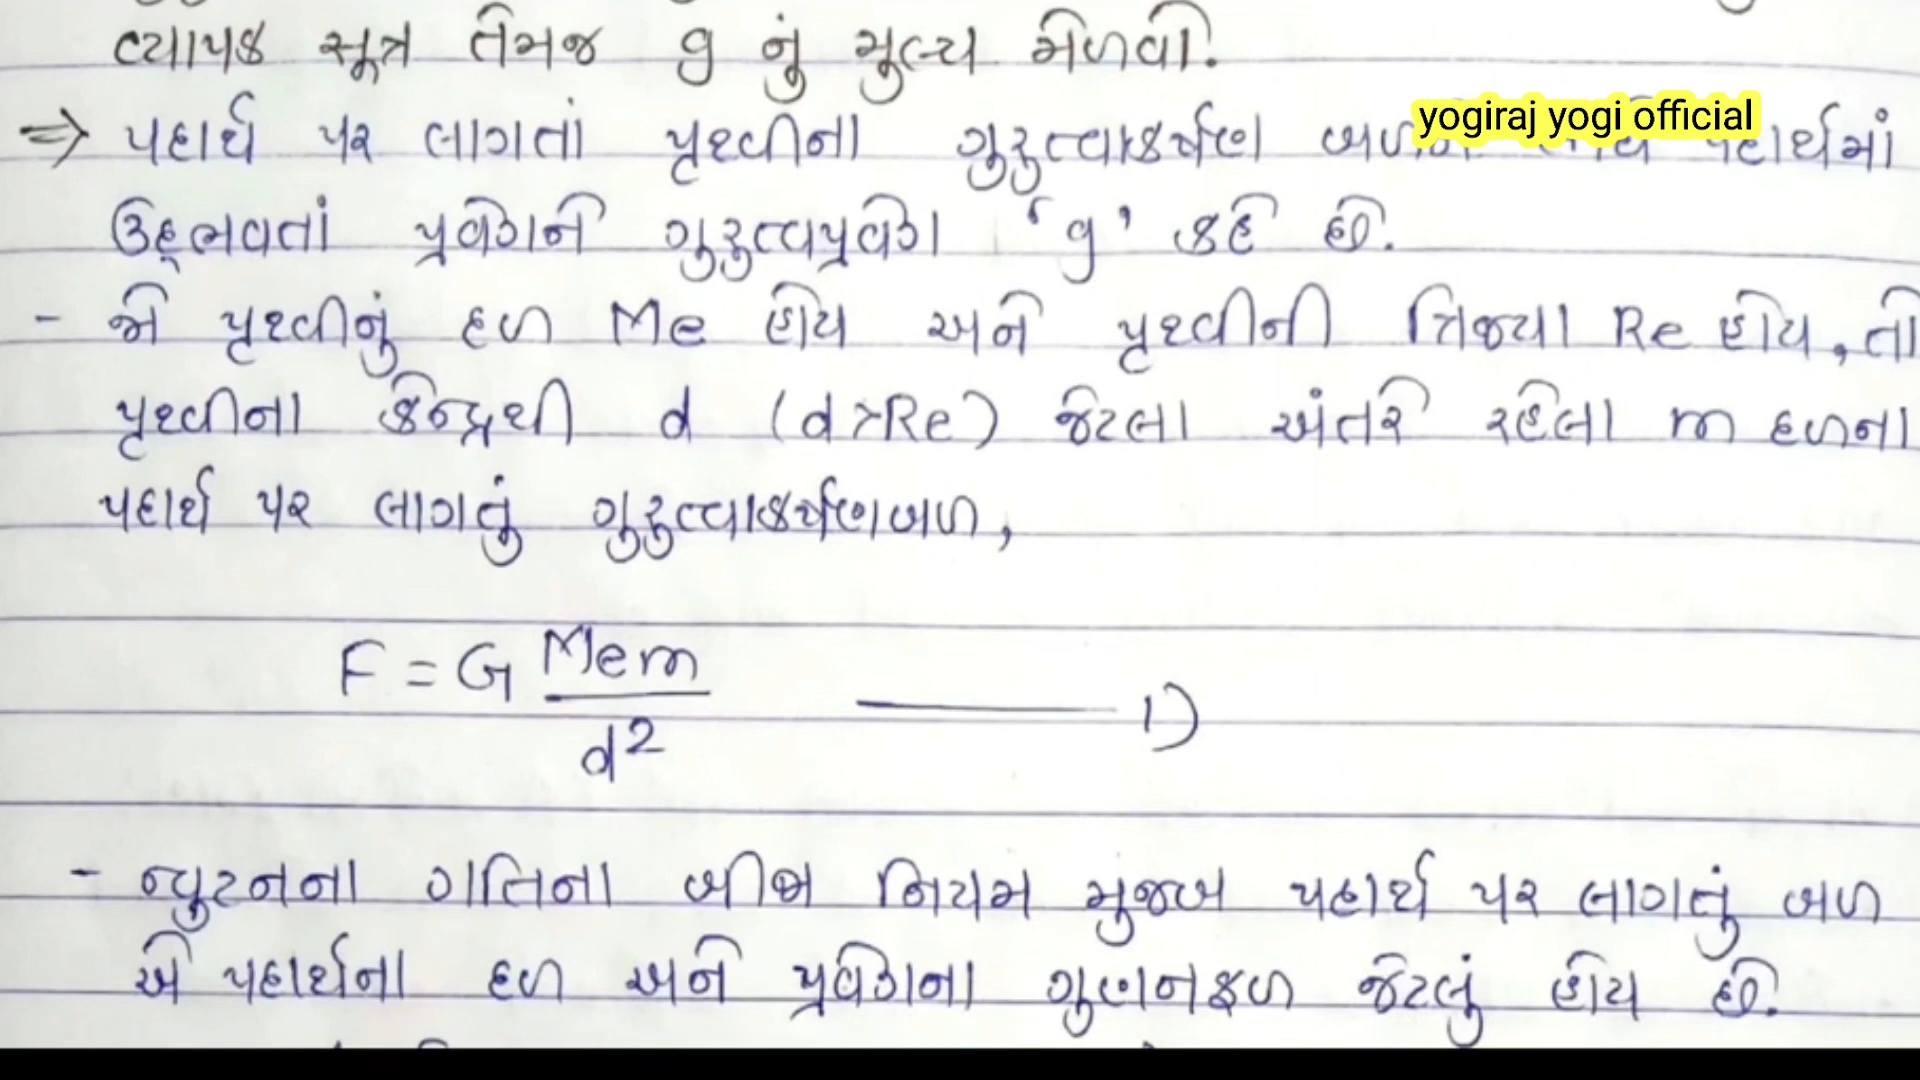 વ્યાપક સૂત્ર તેમજ g નું મુલ્ય મેળવો.
yogiraj yogi official
⇒ પદાર્થ પર લાગતાં પૃથ્વીના ગુરુત્વાકર્ષણ પદાર્થમાં
ઉદ્ભવતાં પ્રવેગને ગુરુત્વપ્રવેગ 'g' કહે છે.
- જો પૃથ્વીનું દળ Me હોય અને પૃથ્વીની ત્રિજ્યા Re હોય, તો
પૃથ્વીના કેન્દ્રથી d (d>Re) જેટલા અંતરે રહેલા m દળના
પદાર્થ પર લાગતું ગુરુત્વાકર્ષણબળ,
F = G Mem
d² 1)
- ન્યુટનના ગતિના બીજા નિયમ મુજબ પદાર્થ પર લાગતું બળ
એ પદાર્થના દળ અને પ્રવેગના ગુણનફળ જેટલું હોય છે.